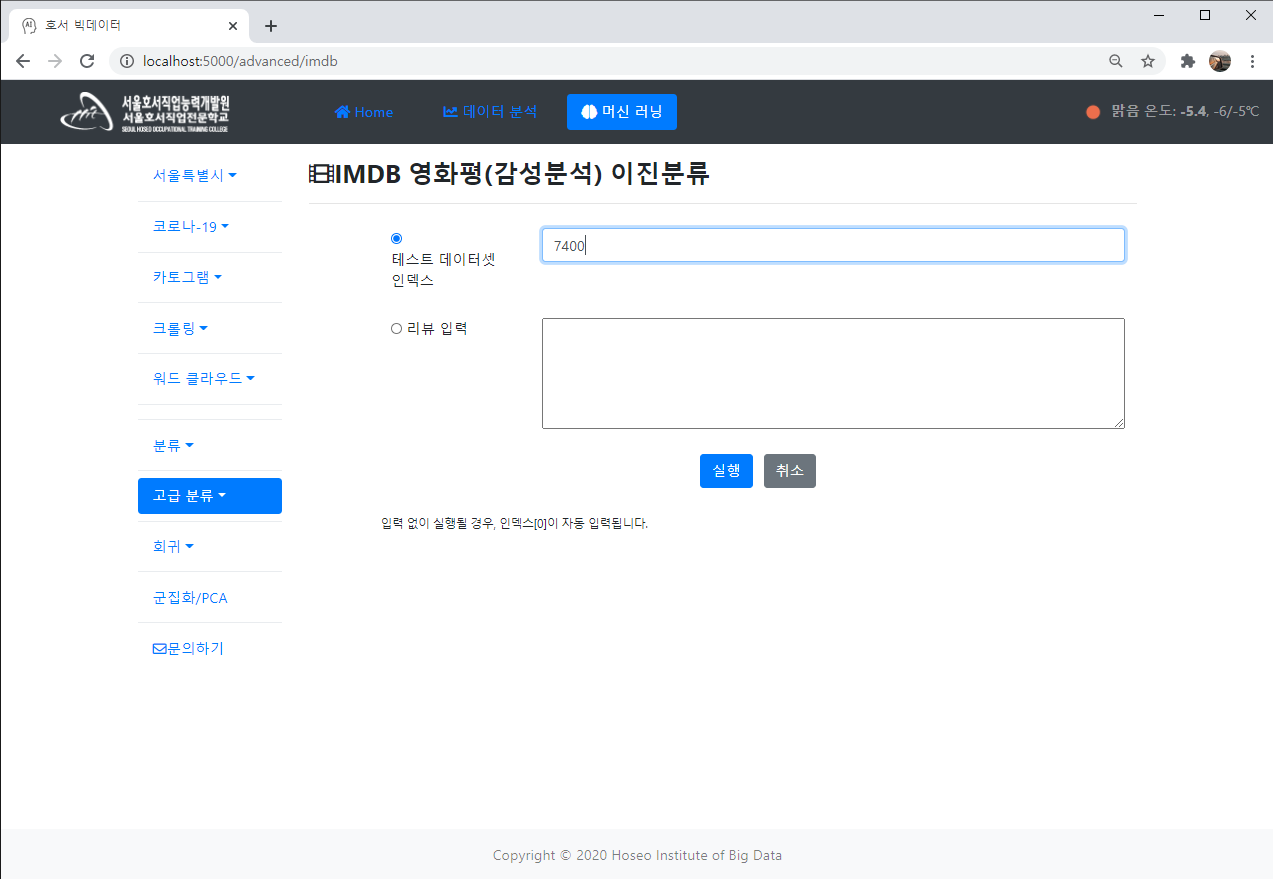 호서 빅데이터
localhost:5000/advanced/imdb
서울호서직업능력개발원
서울호서직업전문학교
SEOUL HOSEO OCCUPATIONAL TRAINING COLLEGE
Home
데이터 분석
머신 러닝
맑음 온도: -5.4, -6/-5℃
서울특별시
코로나-19
카토그램
크롤링
워드 클라우드
분류
고급 분류
회귀
군집화/PCA
문의하기
IMDB 영화평(감성분석) 이진분류
테스트 데이터셋
인덱스
7400
리뷰 입력
실행
취소
입력 없이 실행될 경우, 인덱스[0]이 자동 입력됩니다.
Copyright © 2020 Hoseo Institute of Big Data